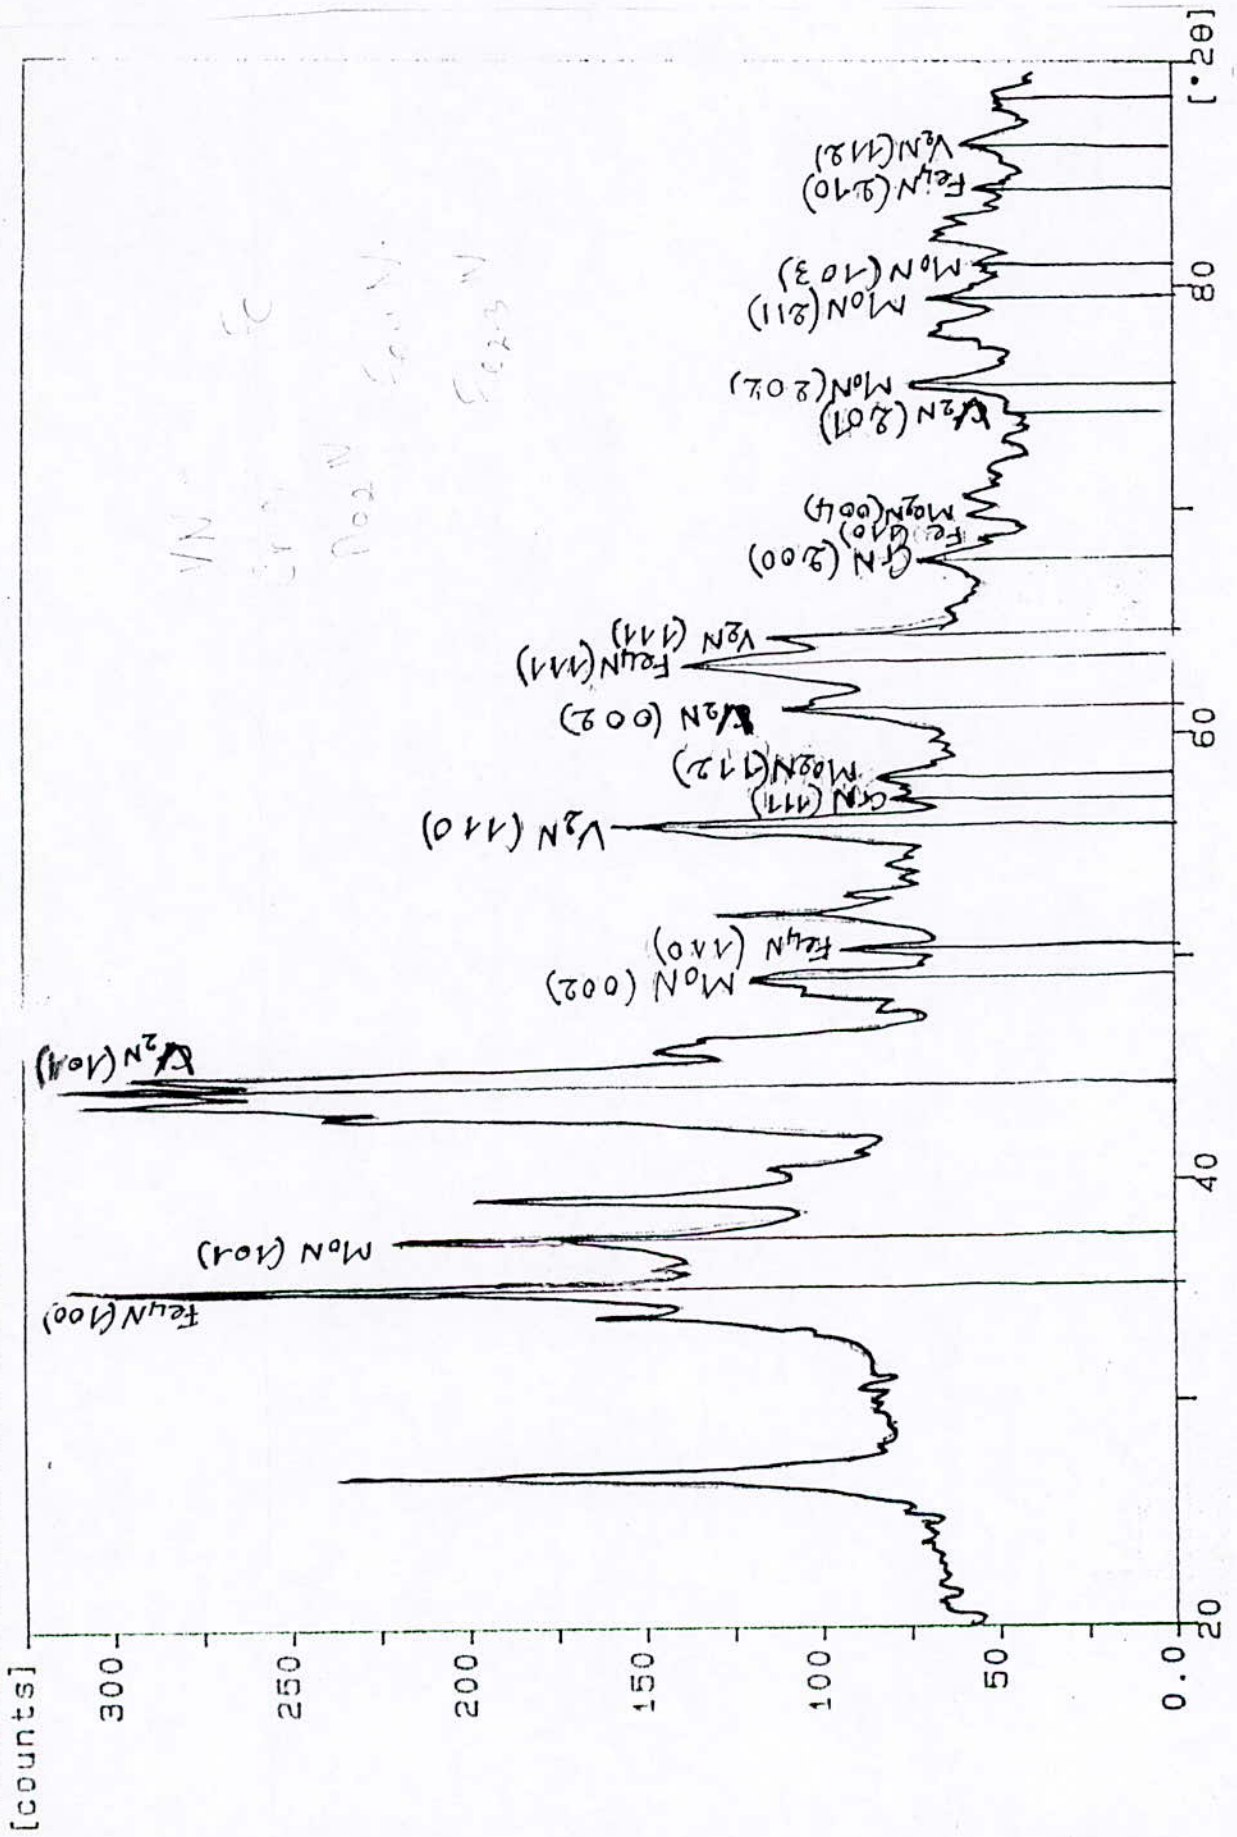 [counts]
300
250
200
150
100
50
0.0
20
40
60
80
[°2θ]
Fe4N(100)
MoN (101)
V2N(101)
MoN (002)
Fe4N (110)
V2N (110)
CrN (111)
Mo2N(112)
V2N (002)
Fe4N(111)
V2N (111)
CrN (200)
Mo2N(004)
V2N (201)
MoN (202)
MoN (211)
MoN (103)
Fe4N (210)
V2N(112)
VN